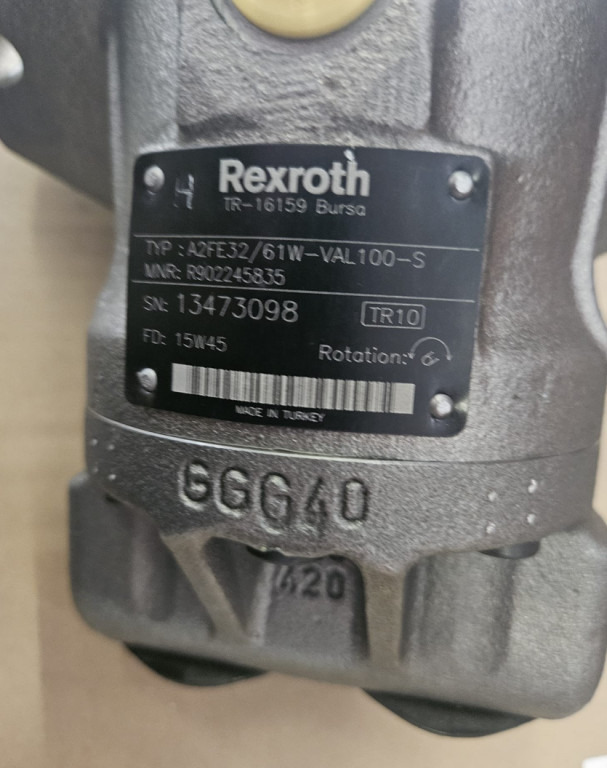 H Rexroth
TR-16159 Bursa
TYP : A2FE32/61W-VAL100-S
MNR: R902245835
SN: 13473098 TR10
FD: 15W45
Rotation:
MADE IN TURKEY
GGG40
A20